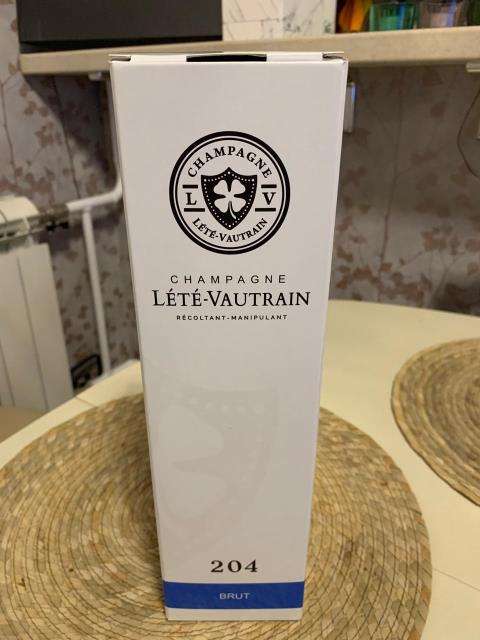 CHAMPAGNE
L V
LÉTÉ-VAUTRAIN
CHAMPAGNE
LÉTÉ-VAUTRAIN
RÉCOLTANT-MANIPULANT
204
BRUT